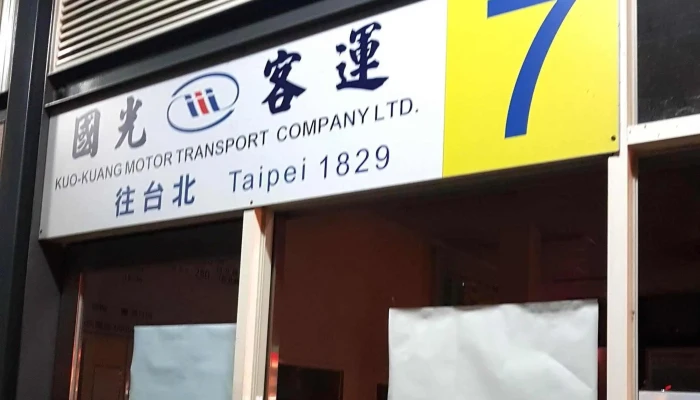 國光 客運
7
KUO-KUANG MOTOR TRANSPORT COMPANY LTD.
往台北 Taipei 1829